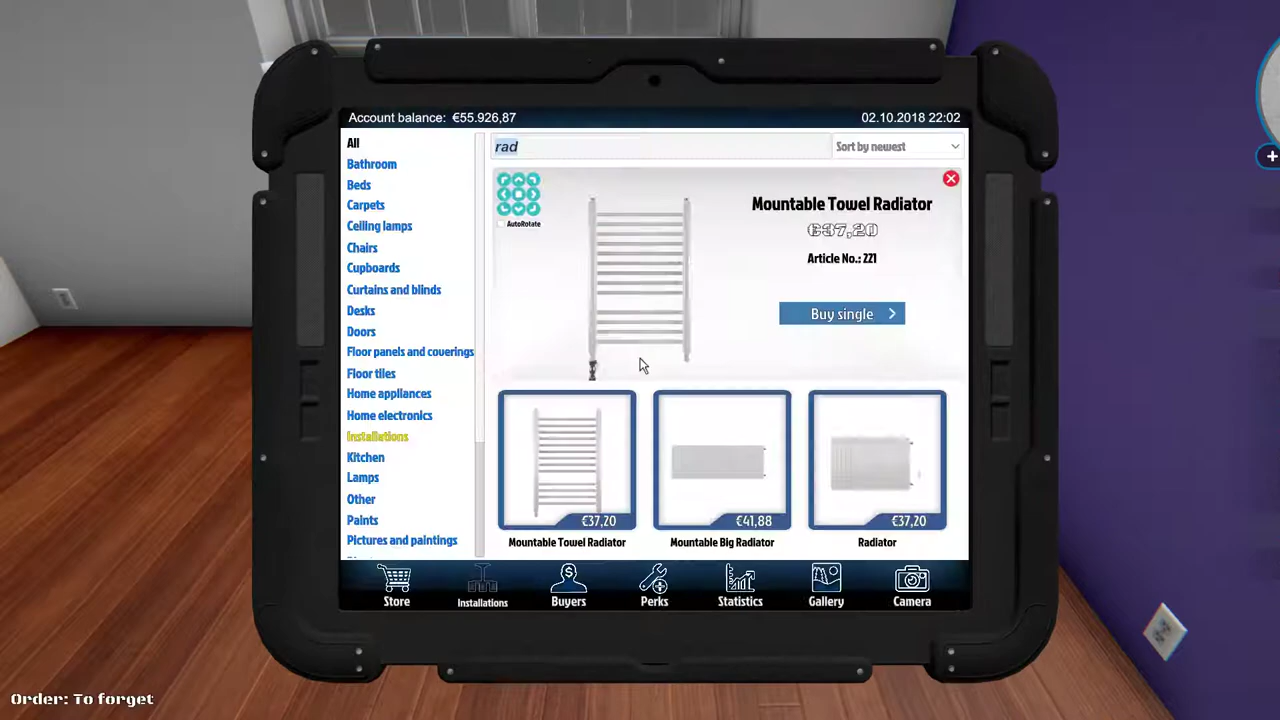 Account balance: €55.926,87
02.10.2018 22:02
All
Bathroom
Beds
Carpets
Ceiling lamps
Chairs
Cupboards
Curtains and blinds
Desks
Doors
Floor panels and coverings
Floor tiles
Home appliances
Home electronics
Installations
Kitchen
Lamps
Other
Paints
Pictures and paintings
rad
Sort by newest
AutoRotate
Mountable Towel Radiator
€37,20
Article No.: ZZ1
Buy single
€37,20
€41,88
€37,20
Mountable Towel Radiator
Mountable Big Radiator
Radiator
Store
Installations
Buyers
Perks
Statistics
Gallery
Camera
Order: To forget